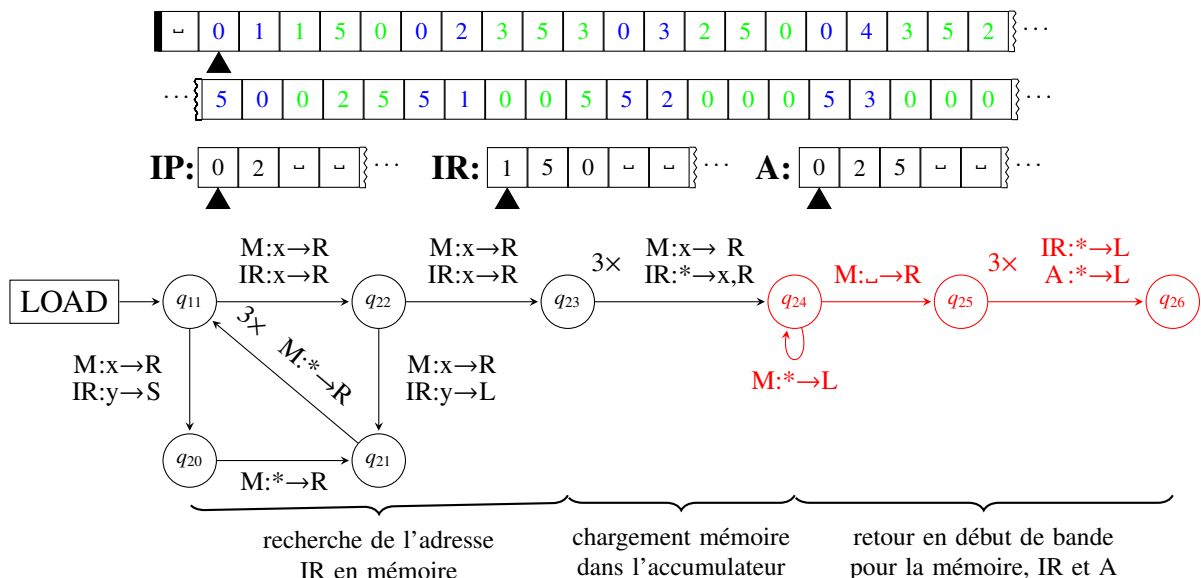 ␣ 0 1 1 5 0 0 2 3 5 3 0 3 2 5 0 0 4 3 5 2 ···
··· 5 0 0 2 5 5 1 0 0 5 5 2 0 0 0 5 3 0 0 0 ···
IP: 0 2 ␣ ␣ ··· IR: 1 5 0 ␣ ␣ ··· A: 0 2 5 ␣ ␣ ···
M:x→R
IR:x→R
M:x→R
IR:x→R
3×
M:x→ R
IR:*→x,R
M:␣→R
3×
IR:*→L
A:*→L
LOAD q11 q22 q23 q24 q25 q26
3×
M:*→R
M:x→R
IR:y→S
M:x→R
IR:y→L
M:*→L
q20 q21
M:*→R
recherche de l'adresse
IR en mémoire
chargement mémoire
dans l'accumulateur
retour en début de bande
pour la mémoire, IR et A